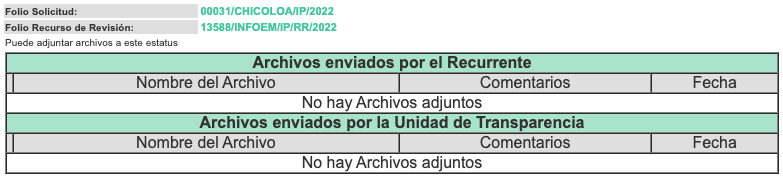 Folio Solicitud: 00031/CHICOLOA/IP/2022
Folio Recurso de Revisión: 13588/INFOEM/IP/RR/2022
Puede adjuntar archivos a este estatus
Archivos enviados por el Recurrente
Nombre del Archivo Comentarios Fecha
No hay Archivos adjuntos
Archivos enviados por la Unidad de Transparencia
Nombre del Archivo Comentarios Fecha
No hay Archivos adjuntos